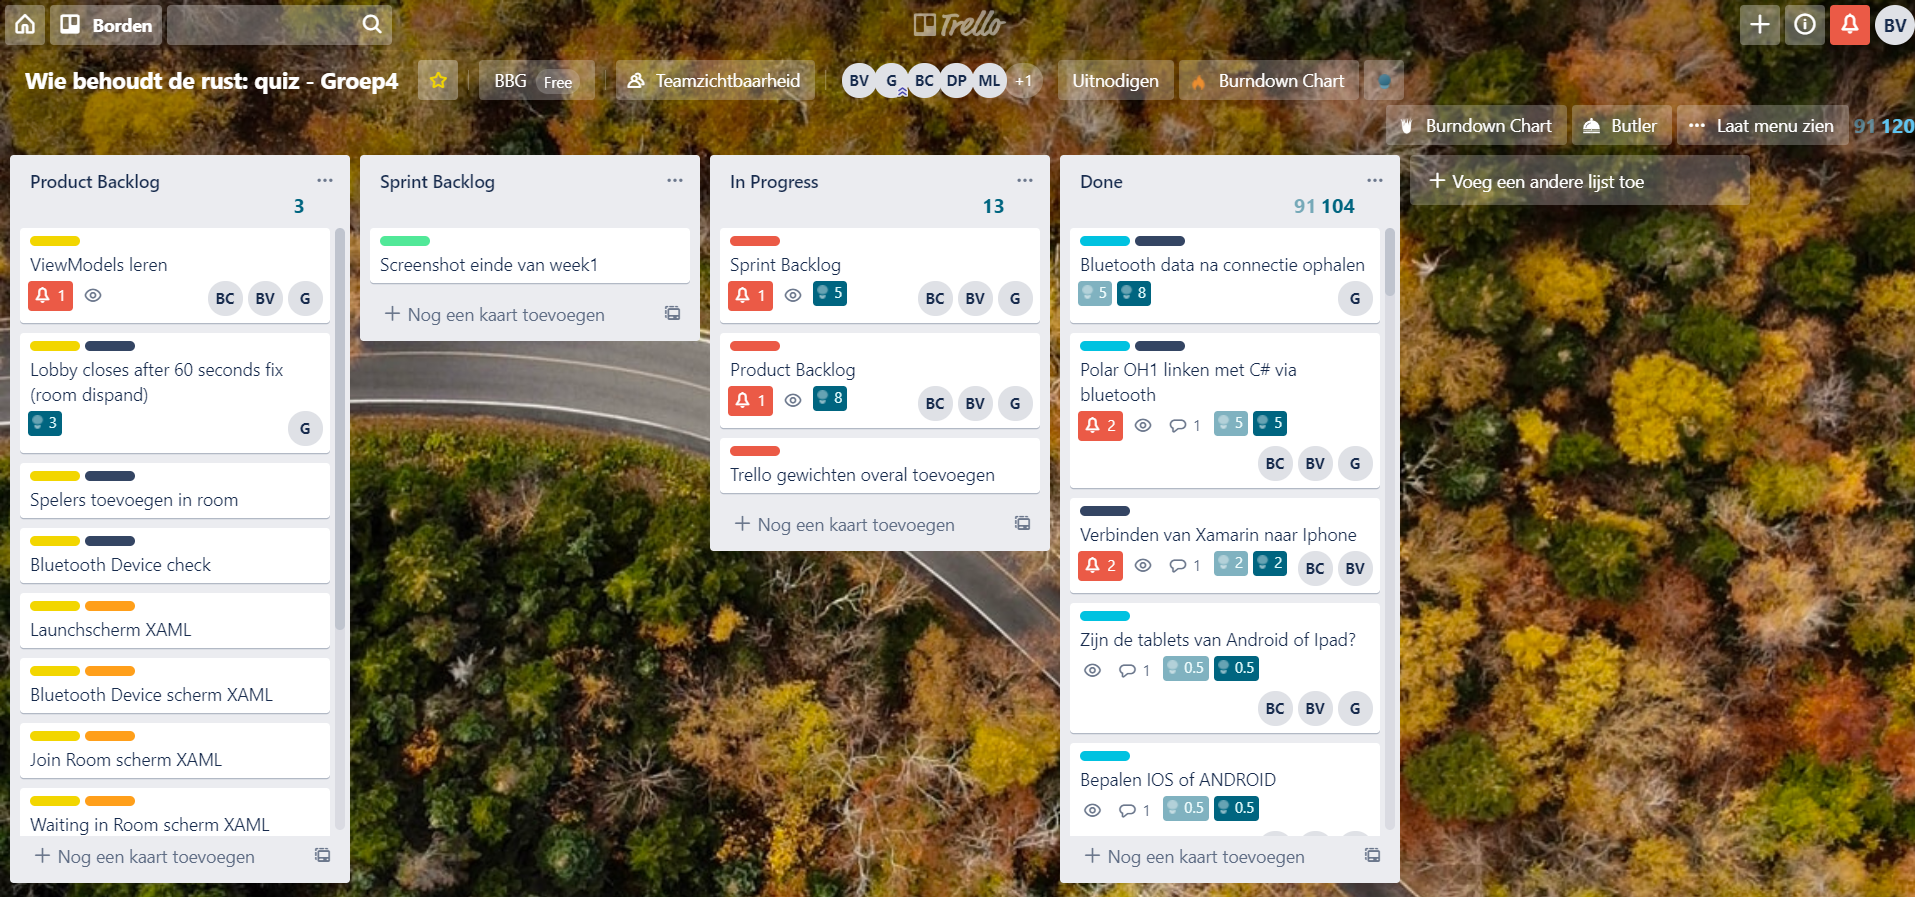 Borden
Trello
BV
Wie behoudt de rust: quiz - Groep4
BBG Free
Teamzichtbaarheid
BV G BC DP ML +1
Uitnodigen
Burndown Chart
Burndown Chart
Butler
Laat menu zien
91 120
Product Backlog
3
ViewModels leren
1
BC BV G
Lobby closes after 60 seconds fix
(room dispand)
3
G
Spelers toevoegen in room
Bluetooth Device check
Launchscherm XAML
Bluetooth Device scherm XAML
Join Room scherm XAML
Waiting in Room scherm XAML
+ Nog een kaart toevoegen
Sprint Backlog
Screenshot einde van week1
+ Nog een kaart toevoegen
In Progress
13
Sprint Backlog
1 5
BC BV G
Product Backlog
1 8
BC BV G
Trello gewichten overal toevoegen
+ Nog een kaart toevoegen
Done
91 104
Bluetooth data na connectie ophalen
5 8
G
Polar OH1 linken met C# via
bluetooth
2 1 5 5
BC BV G
Verbinden van Xamarin naar Iphone
2 1 2 2
BC BV
Zijn de tablets van Android of Ipad?
1 0.5 0.5
BC BV G
Bepalen IOS of ANDROID
1 0.5 0.5
+ Nog een kaart toevoegen
+ Voeg een andere lijst toe